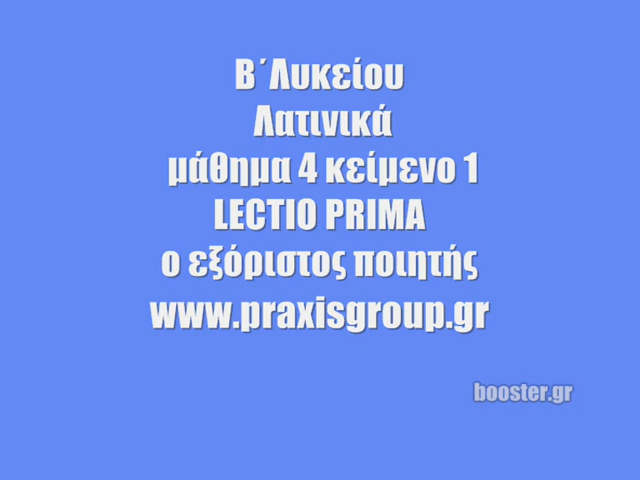 Β΄Λυκείου
Λατινικά
μάθημα 4 κείμενο 1
LECTIO PRIMA
ο εξόριστος ποιητής
www.praxisgroup.gr
booster.gr